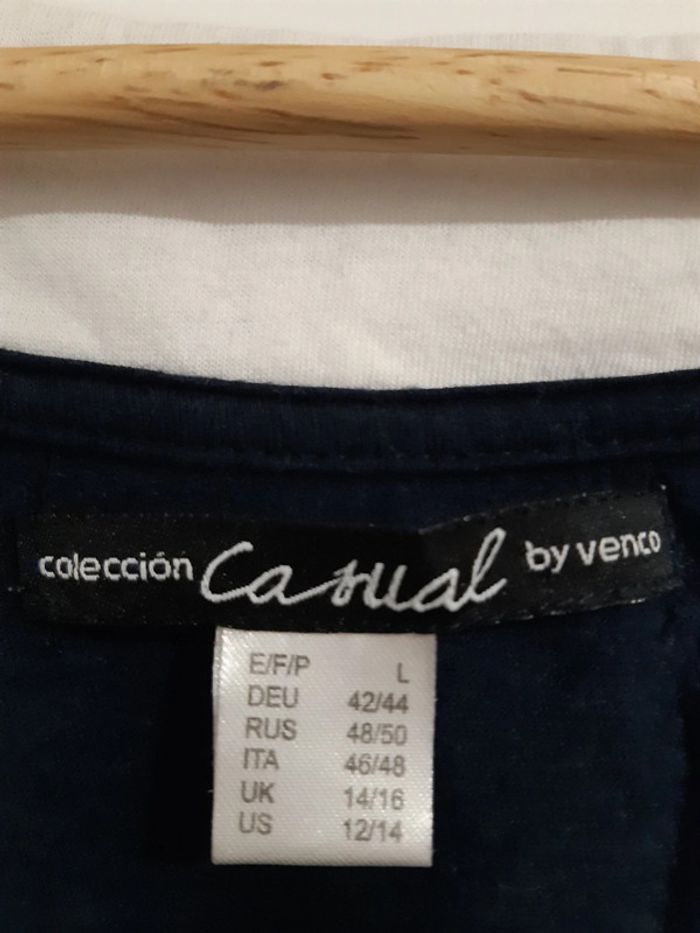 colección Casual by venco
E/F/P L
DEU 42/44
RUS 48/50
ITA 46/48
UK 14/16
US 12/14